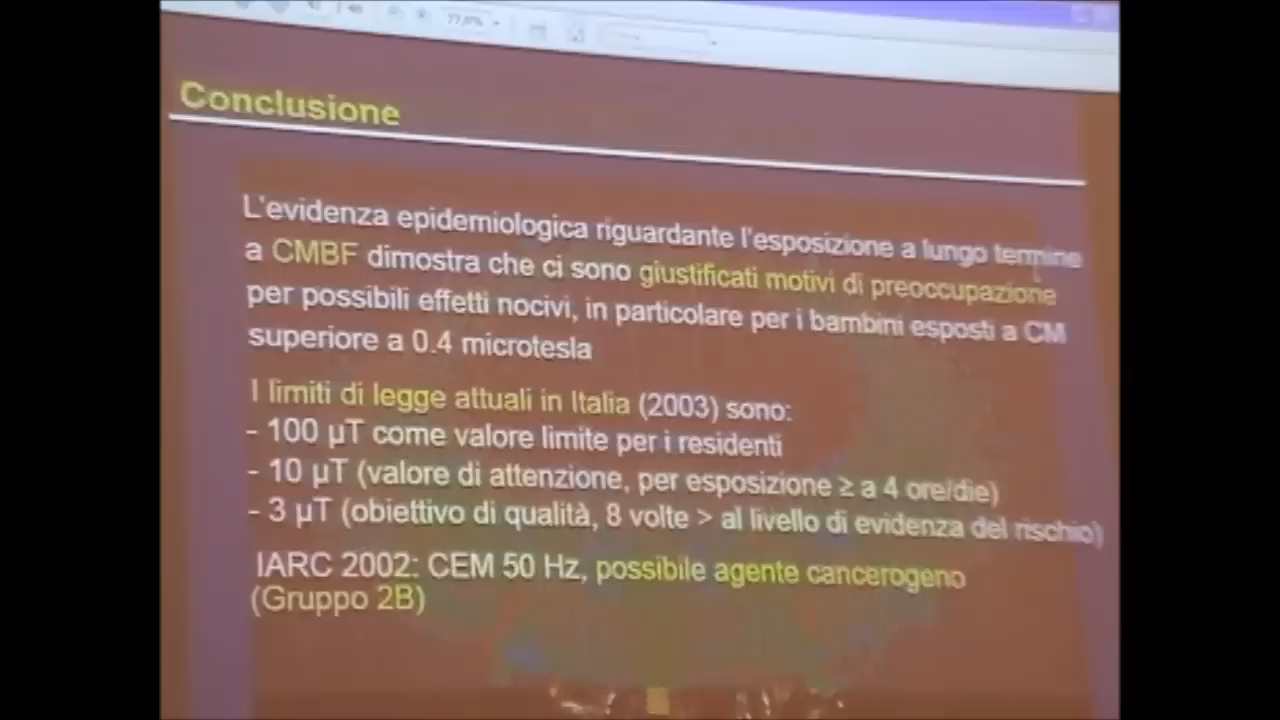 77,8%
Conclusione
L'evidenza epidemiologica riguardante l'esposizione a lungo termine
a CMBF dimostra che ci sono giustificati motivi di preoccupazione
per possibili effetti nocivi, in particolare per i bambini esposti a CM
superiore a 0.4 microtesla
I limiti di legge attuali in Italia (2003) sono:
- 100 µT come valore limite per i residenti
- 10 µT (valore di attenzione, per esposizione ≥ a 4 ore/die)
- 3 µT (obiettivo di qualità, 8 volte > al livello di evidenza del rischio)
IARC 2002: CEM 50 Hz, possibile agente cancerogeno
(Gruppo 2B)